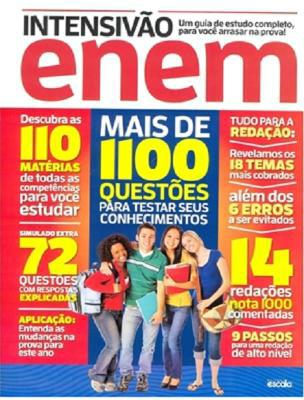 INTENSIVÃO
Um guia de estudo completo,
para você arrasar na prova!
enem
Descubra as
110
MATÉRIAS
de todas as
competências
para você
estudar
SIMULADO EXTRA
72
QUESTÕES
COM RESPOSTAS
EXPLICADAS
APLICAÇÃO:
Entenda as
mudanças na
prova para
este ano
MAIS DE
1100
QUESTÕES
PARA TESTAR SEUS
CONHECIMENTOS
TUDO PARA A
REDAÇÃO:
Revelamos os
18 TEMAS
mais cobrados
além dos
6 ERROS
a ser evitados
14
redações
nota 1000
comentadas
9 PASSOS
para uma redação
de alto nível
escala